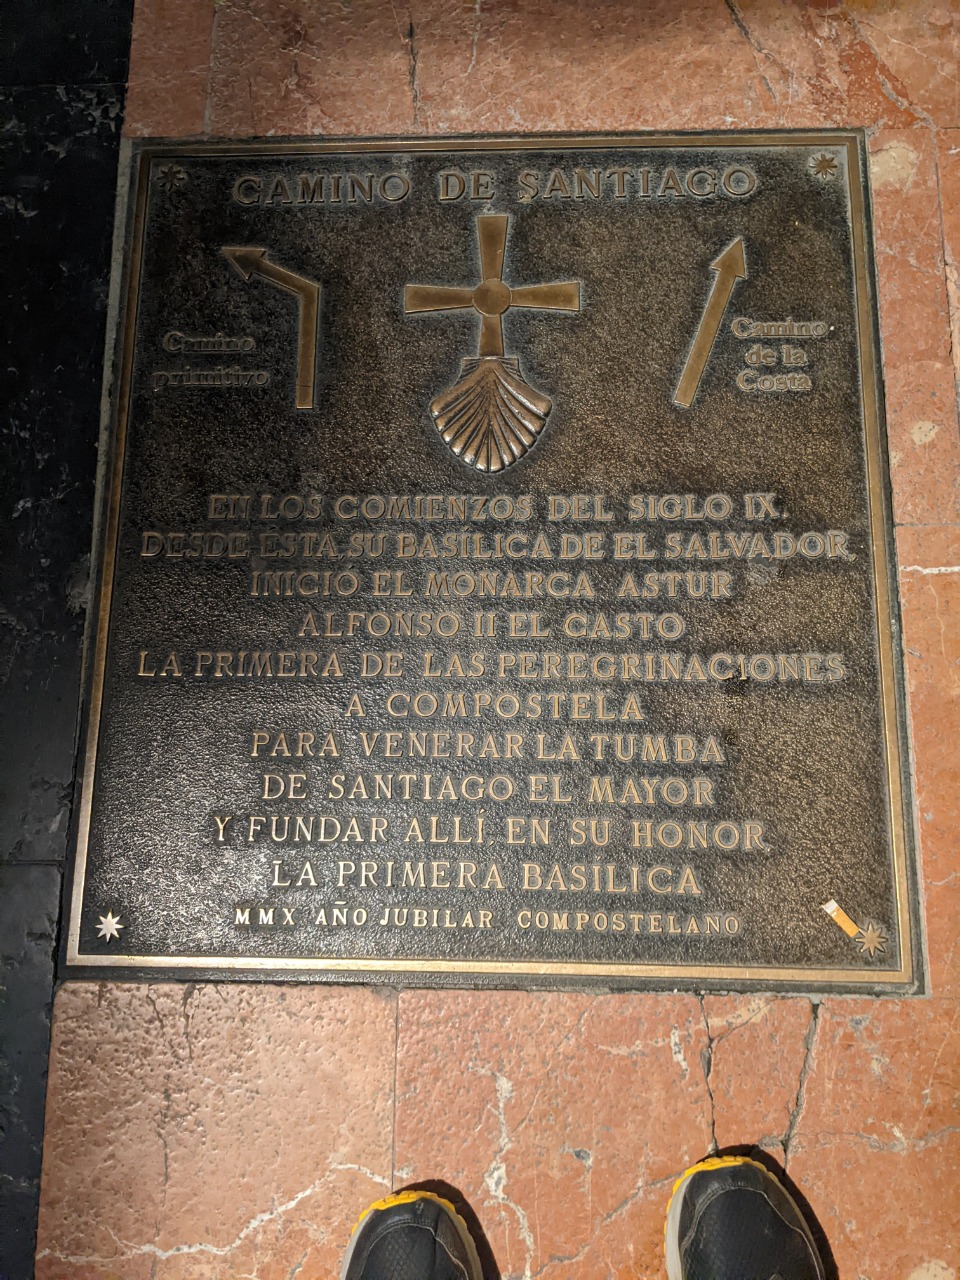 CAMINO DE SANTIAGO
Camino
primitivo
Camino
de la
Costa
EN LOS COMIENZOS DEL SIGLO IX,
DESDE ÉSTA, SU BASÍLICA DE EL SALVADOR,
INICIÓ EL MONARCA ASTUR
ALFONSO II EL CASTO
LA PRIMERA DE LAS PEREGRINACIONES
A COMPOSTELA
PARA VENERAR LA TUMBA
DE SANTIAGO EL MAYOR
Y FUNDAR ALLÍ, EN SU HONOR,
LA PRIMERA BASÍLICA
MMX AÑO JUBILAR COMPOSTELANO